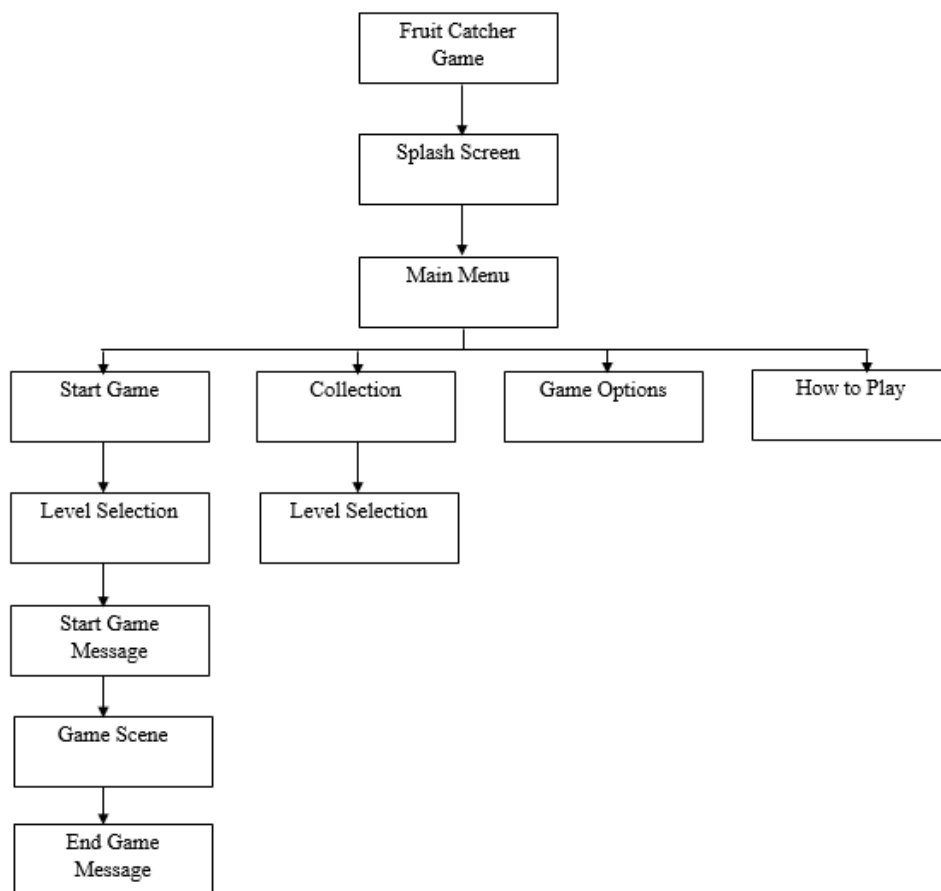 Fruit Catcher
Game
Splash Screen
Main Menu
Start Game
Collection
Game Options
How to Play
Level Selection
Level Selection
Start Game
Message
Game Scene
End Game
Message